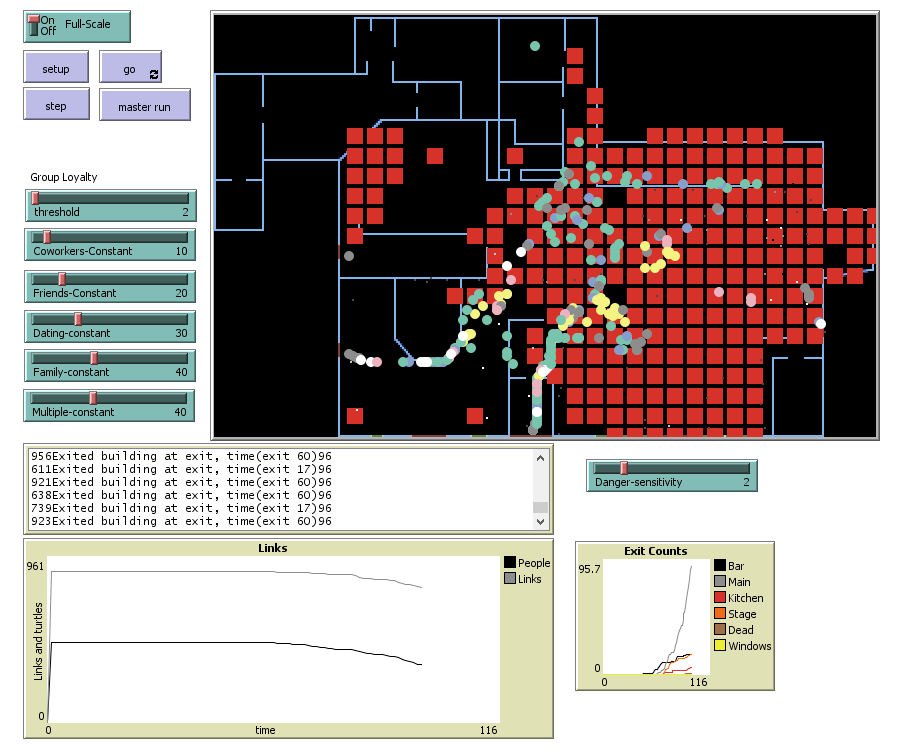 On
Off
Full-Scale
setup
go
step
master run
Group Loyalty
threshold 2
Coworkers-Constant 10
Friends-Constant 20
Dating-constant 30
Family-constant 40
Multiple-constant 40
956Exited building at exit, time(exit 60)96
611Exited building at exit, time(exit 17)96
921Exited building at exit, time(exit 60)96
638Exited building at exit, time(exit 60)96
739Exited building at exit, time(exit 17)96
923Exited building at exit, time(exit 60)96
Danger-sensitivity 2
Links
961
Links and turtles
0
0
time
116
People
Links
Exit Counts
95.7
0
0
116
Bar
Main
Kitchen
Stage
Dead
Windows